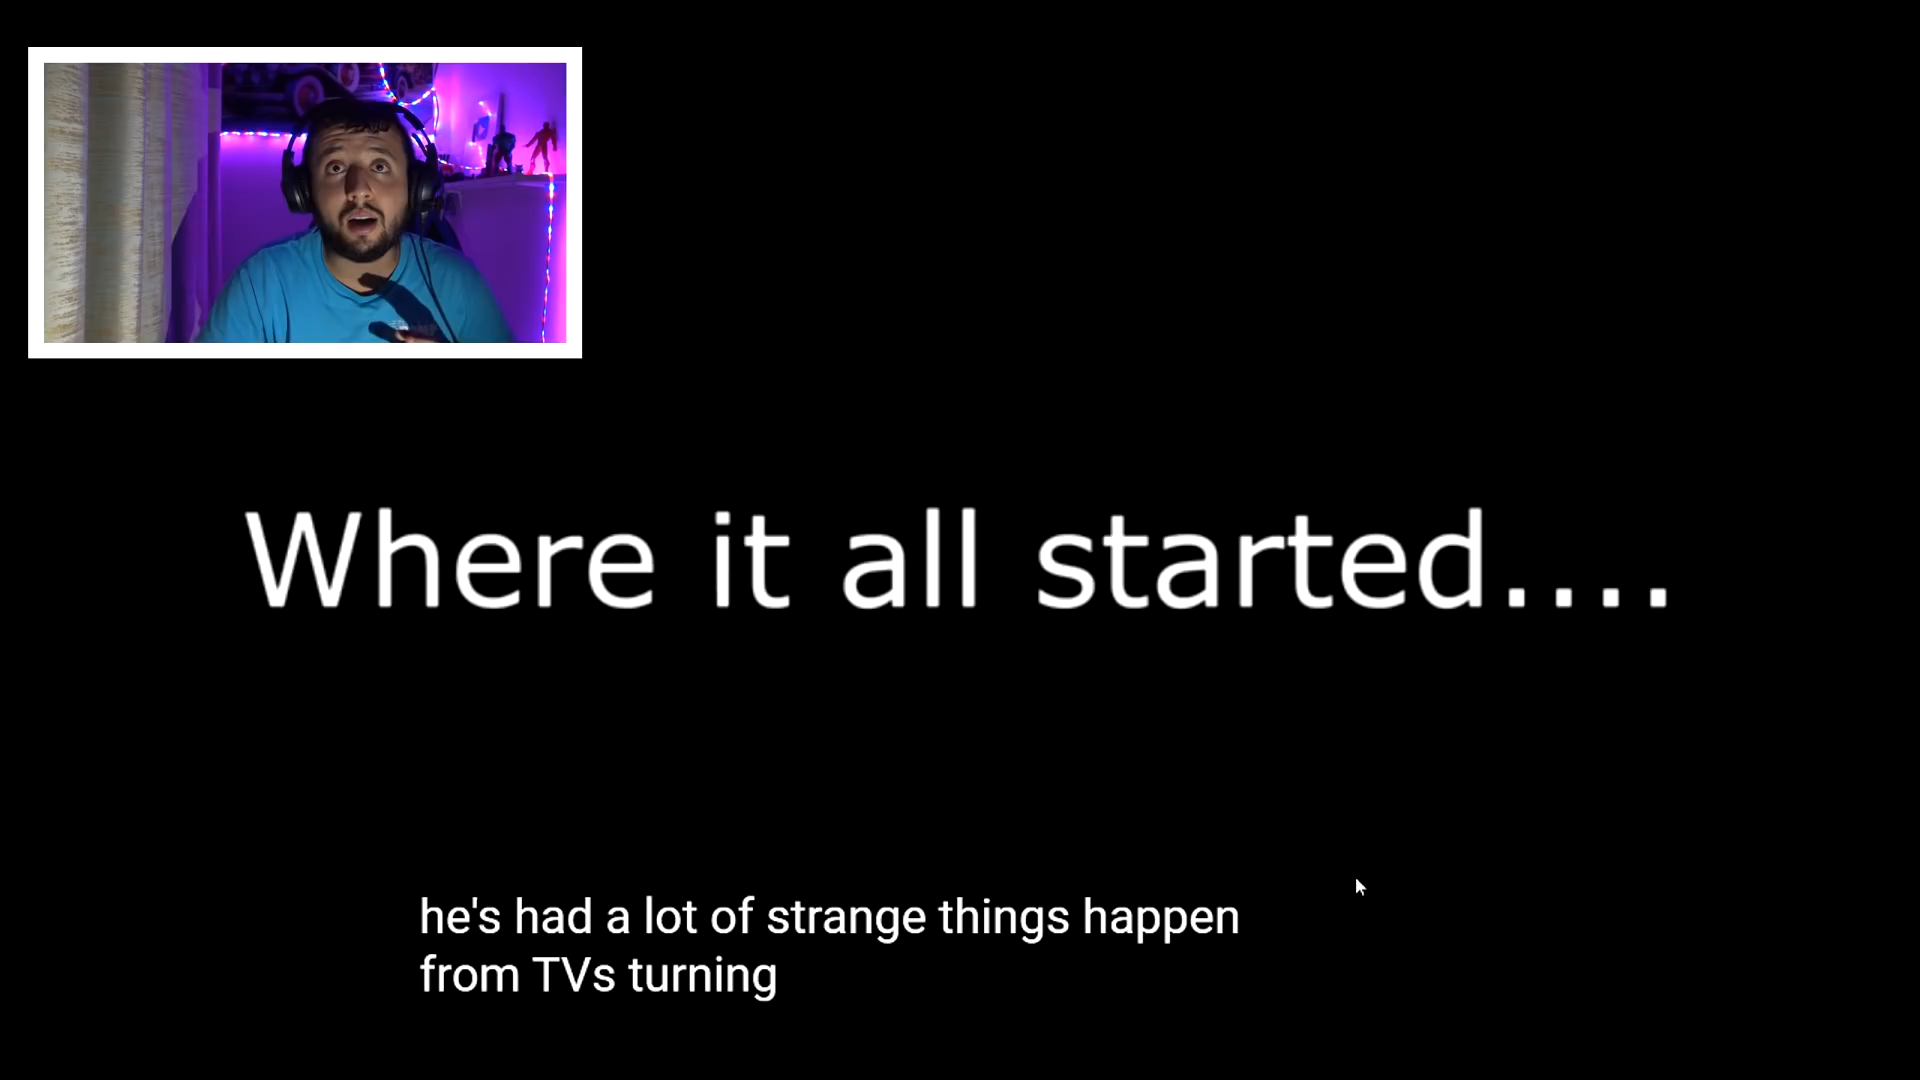 Where it all started....
he's had a lot of strange things happen
from TVs turning